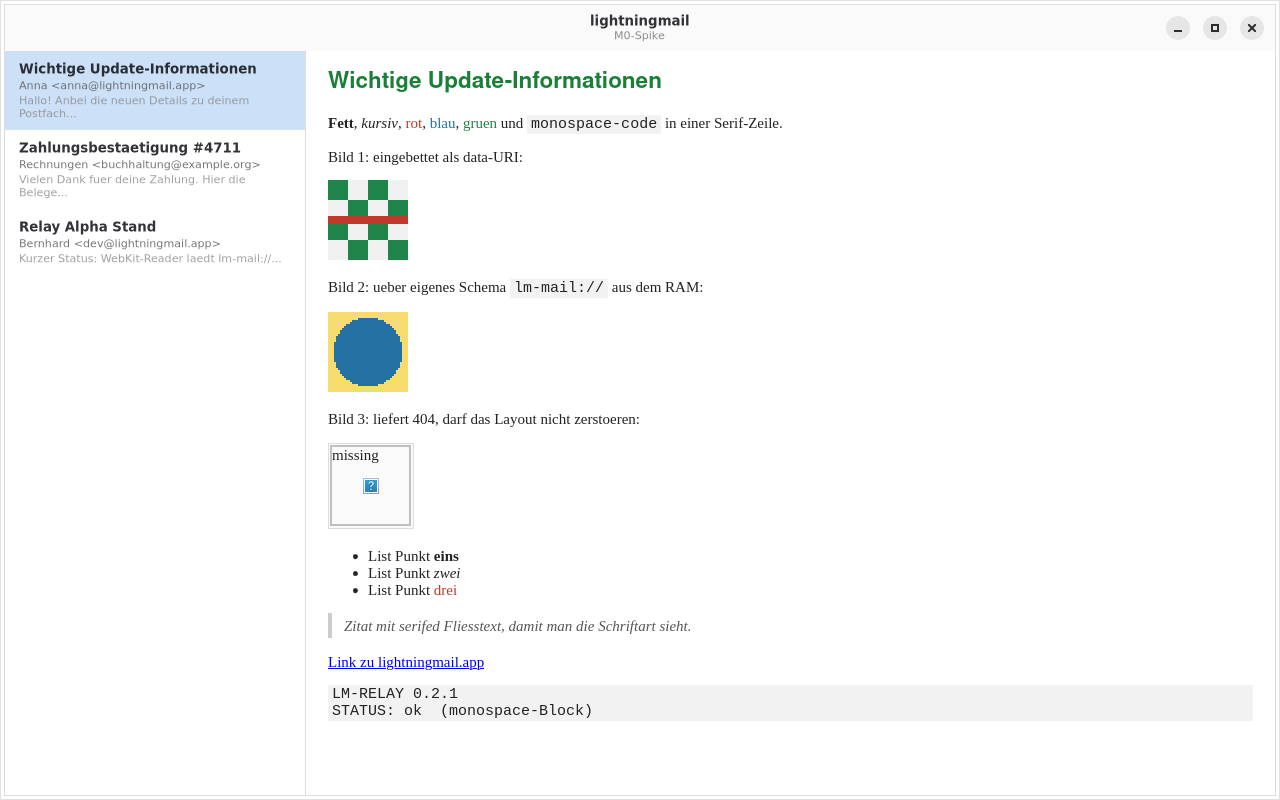 lightningmail
M0-Spike
Wichtige Update-Informationen
Anna <anna@lightningmail.app>
Hallo! Anbei die neuen Details zu deinem
Postfach...
Zahlungsbestaetigung #4711
Rechnungen <buchhaltung@example.org>
Vielen Dank fuer deine Zahlung. Hier die
Belege...
Relay Alpha Stand
Bernhard <dev@lightningmail.app>
Kurzer Status: WebKit-Reader laedt lm-mail://...
Wichtige Update-Informationen
Fett, kursiv, rot, blau, gruen und monospace-code in einer Serif-Zeile.
Bild 1: eingebettet als data-URI:
Bild 2: ueber eigenes Schema lm-mail:// aus dem RAM:
Bild 3: liefert 404, darf das Layout nicht zerstoeren:
missing
?
• List Punkt eins
• List Punkt zwei
• List Punkt drei
Zitat mit serifed Fliesstext, damit man die Schriftart sieht.
Link zu lightningmail.app
LM-RELAY 0.2.1
STATUS: ok  (monospace-Block)